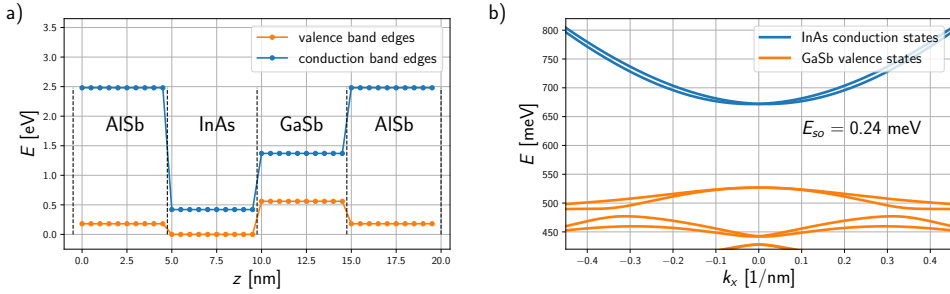 a)
3.5
3.0
2.5
2.0
1.5
1.0
0.5
0.0
E [eV]
0.0
2.5
5.0
7.5
10.0
12.5
15.0
17.5
20.0
z [nm]
valence band edges
conduction band edges
AlSb
InAs
GaSb
AlSb
b)
800
750
700
650
600
550
500
450
E [meV]
−0.4
−0.3
−0.2
−0.1
0.0
0.1
0.2
0.3
0.4
k_x [1/nm]
InAs conduction states
GaSb valence states
E_so = 0.24 meV